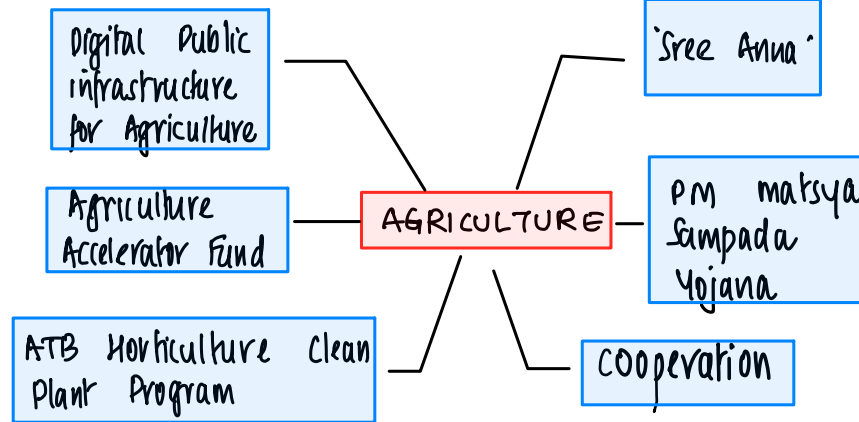 Digital Public
infrastructure
for Agriculture
'Sree Anna'
Agriculture
Accelerator Fund
AGRICULTURE
PM matsya
Sampada
Yojana
ATB Horticulture Clean
Plant Program
Cooperation